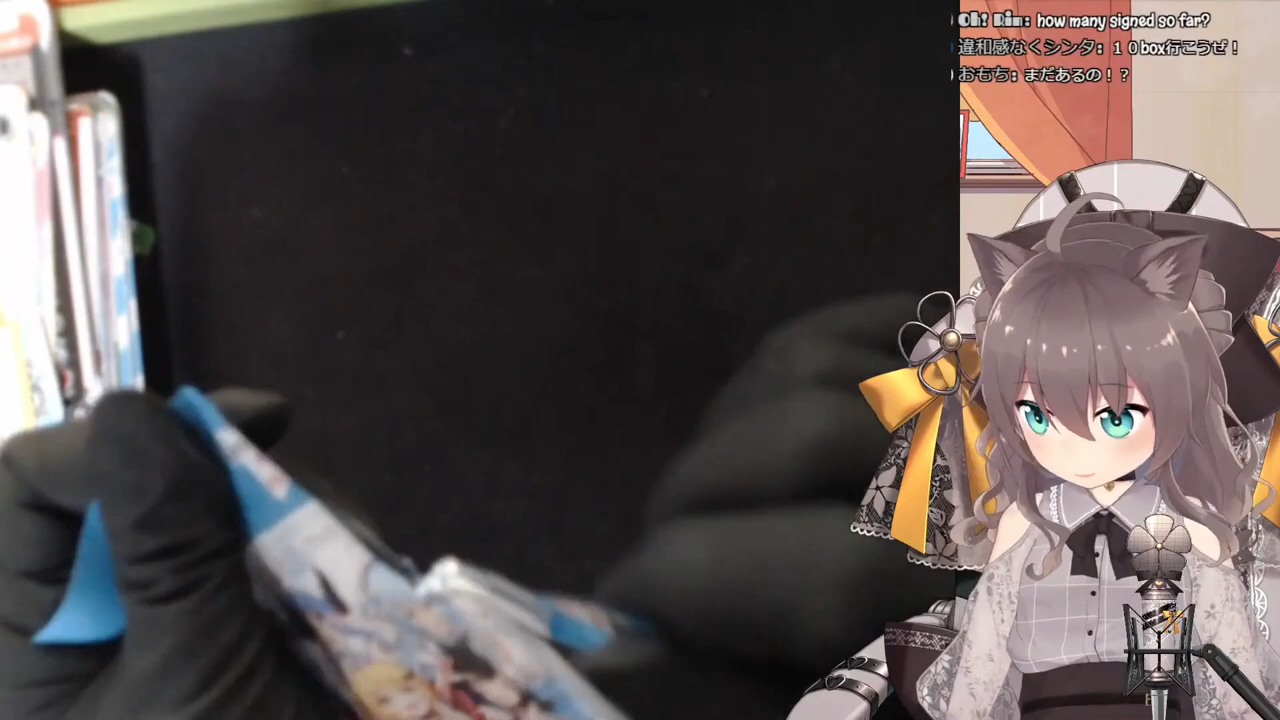 Oh! Rin: how many signed so far?
違和感なくシンタ: １０box行こうぜ！
おもち: まだあるの！？